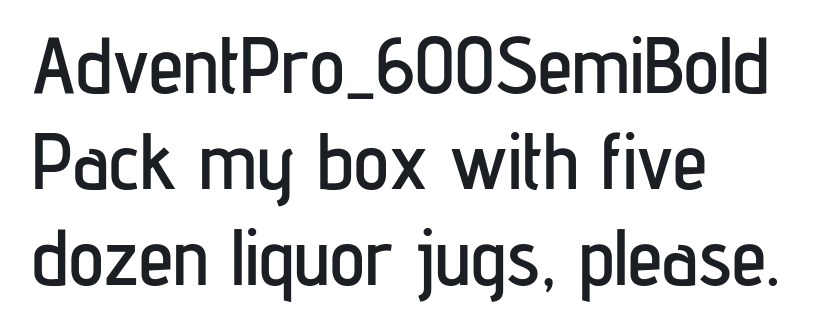 AdventPro_600SemiBold
Pack my box with five
dozen liquor jugs, please.